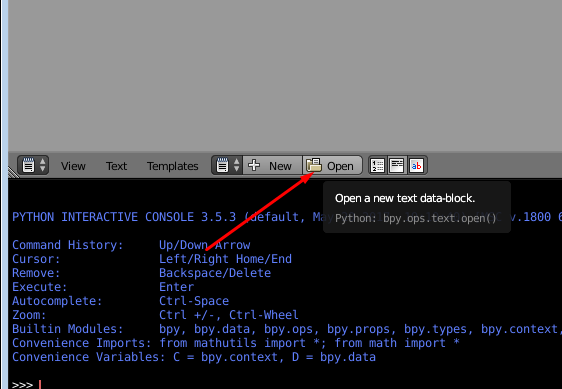 View Text Templates New Open
Open a new text data-block.
Python: bpy.ops.text.open()
PYTHON INTERACTIVE CONSOLE 3.5.3 (default, May v.1800 6
Command History: Up/Down Arrow
Cursor: Left/Right Home/End
Remove: Backspace/Delete
Execute: Enter
Autocomplete: Ctrl-Space
Zoom: Ctrl +/-, Ctrl-Wheel
Builtin Modules: bpy, bpy.data, bpy.ops, bpy.props, bpy.types, bpy.context,
Convenience Imports: from mathutils import *; from math import *
Convenience Variables: C = bpy.context, D = bpy.data
>>>